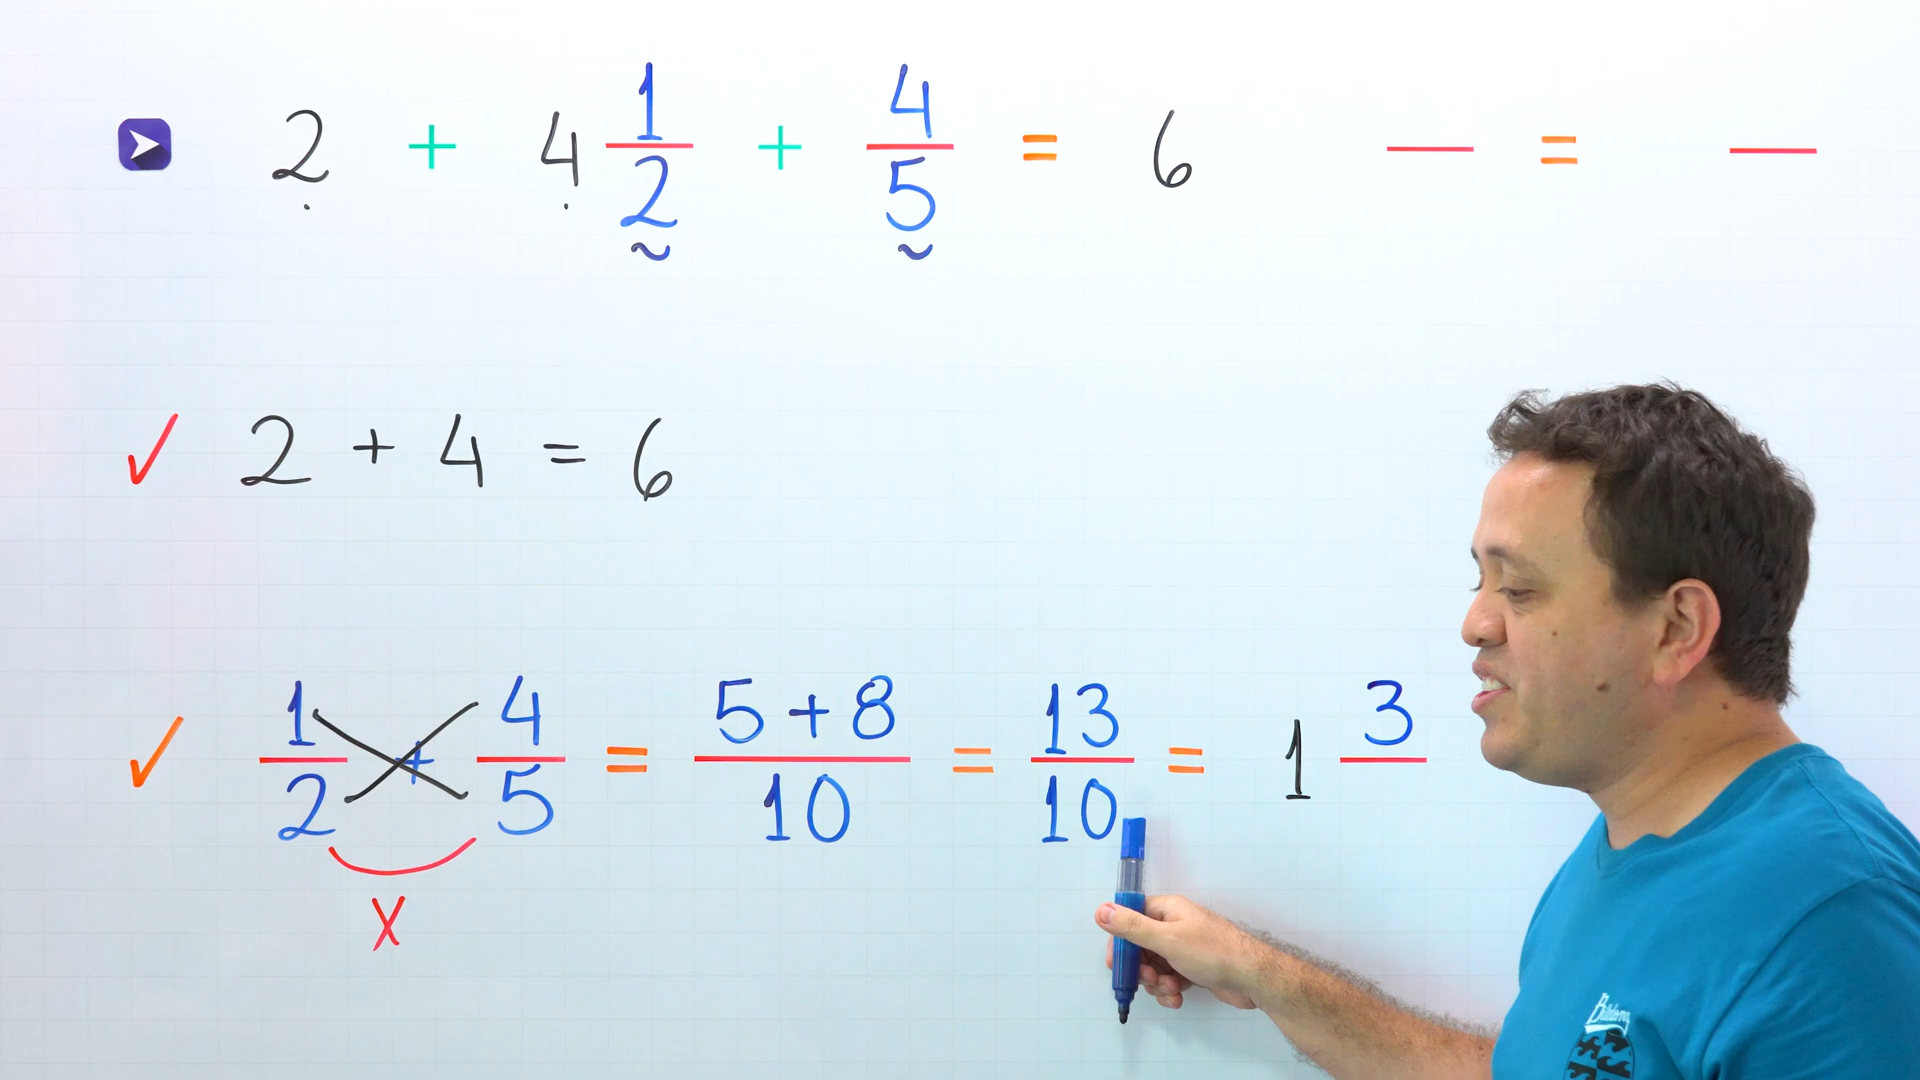 2 + 4 1/2 + 4/5 = 6 — = —
2 + 4 = 6
1/2 + 4/5 = (5 + 8)/10 = 13/10 = 1 3/
x
Billabong